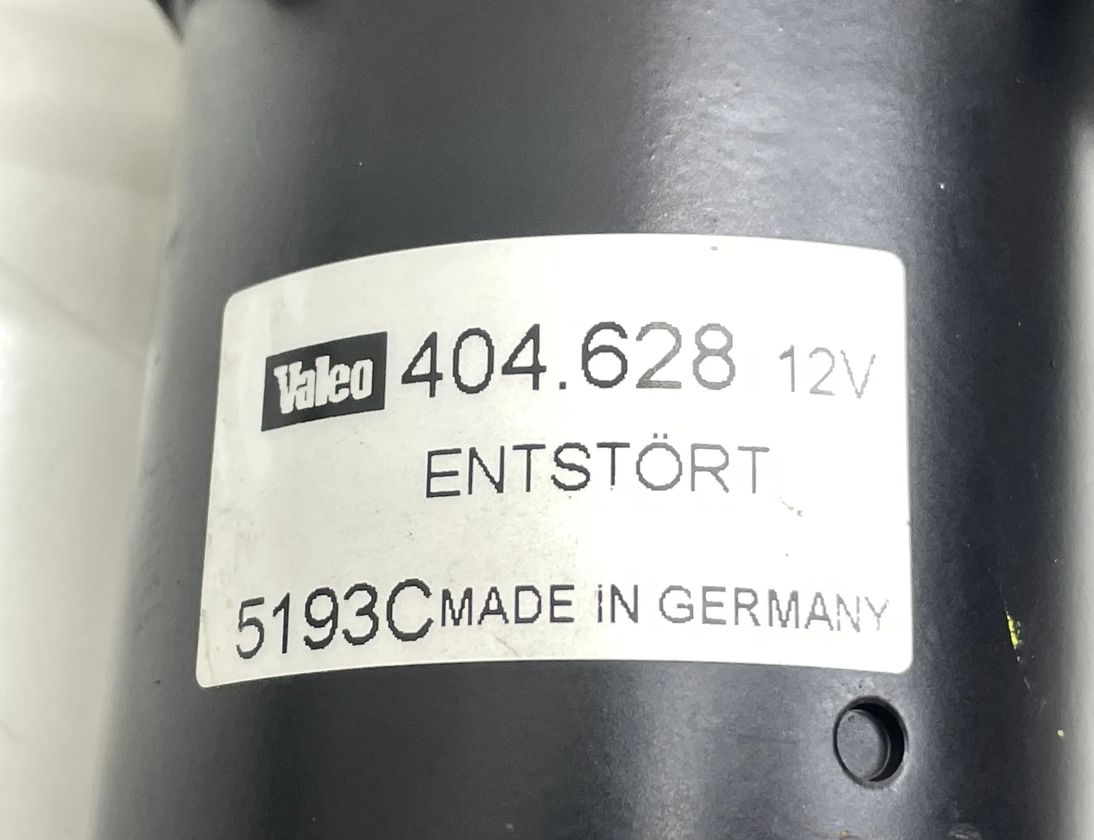 Valeo 404.628 12V
ENTSTÖRT
5193C MADE IN GERMANY